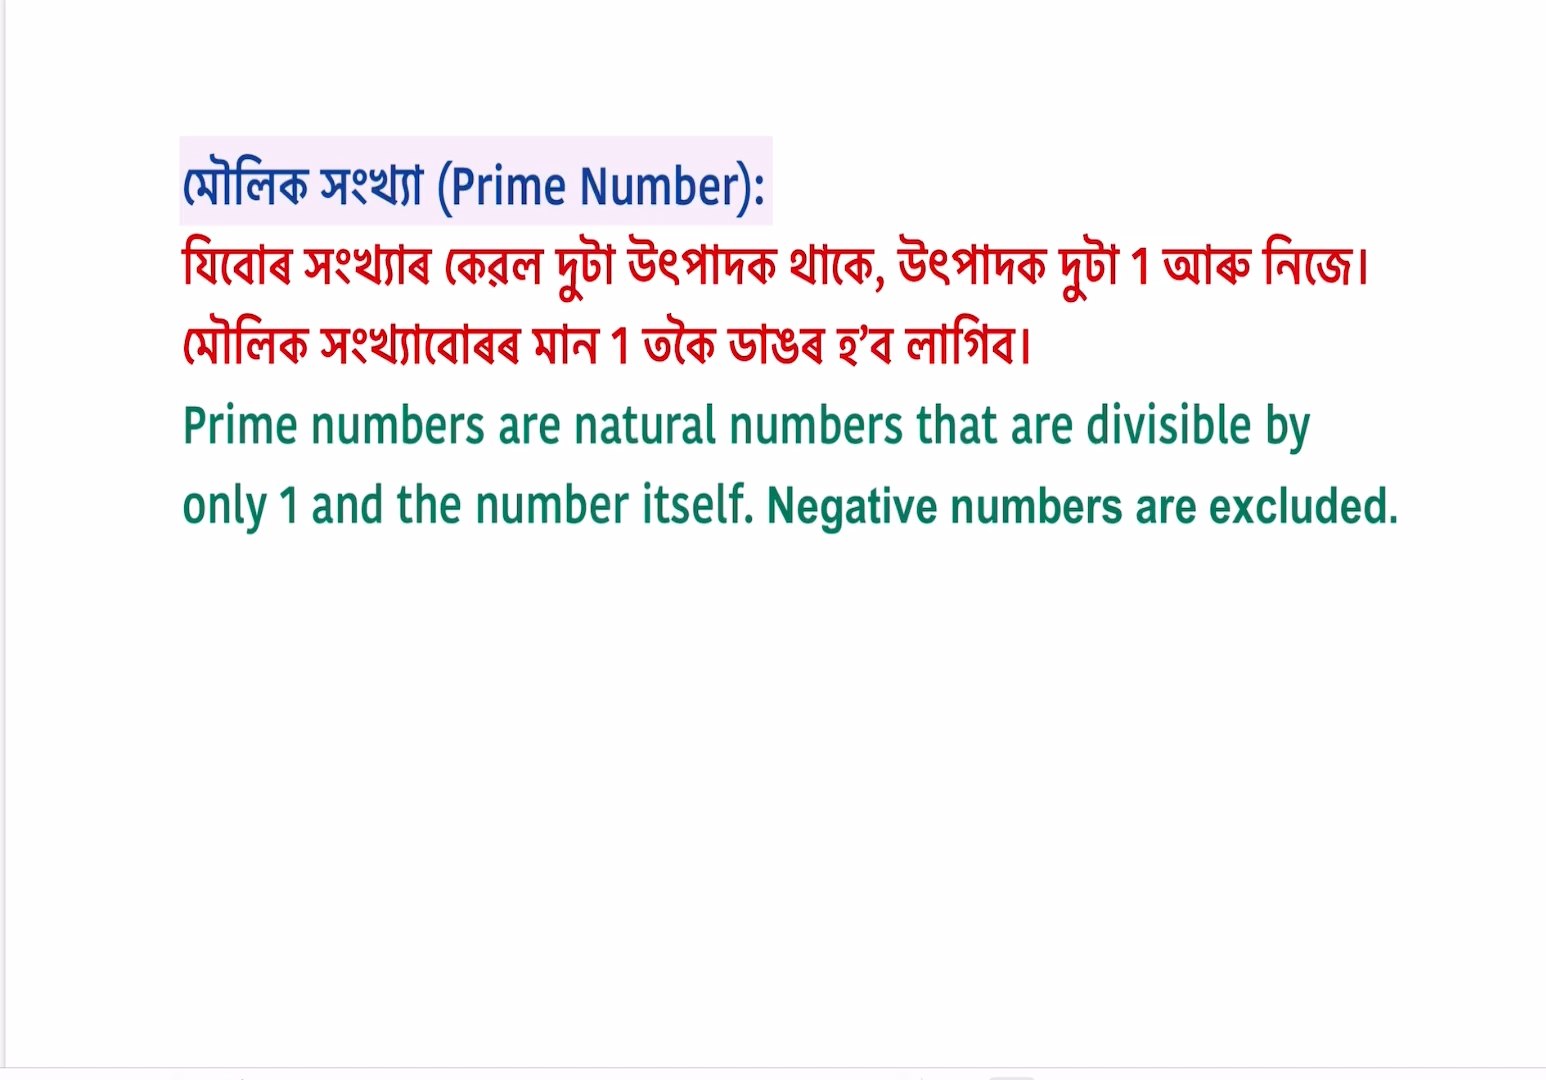 মৌলিক সংখ্যা (Prime Number):
যিবোৰ সংখ্যাৰ কেৱল দুটা উৎপাদক থাকে, উৎপাদক দুটা 1 আৰু নিজে।
মৌলিক সংখ্যাবোৰৰ মান 1 তকৈ ডাঙৰ হ’ব লাগিব।
Prime numbers are natural numbers that are divisible by
only 1 and the number itself. Negative numbers are excluded.